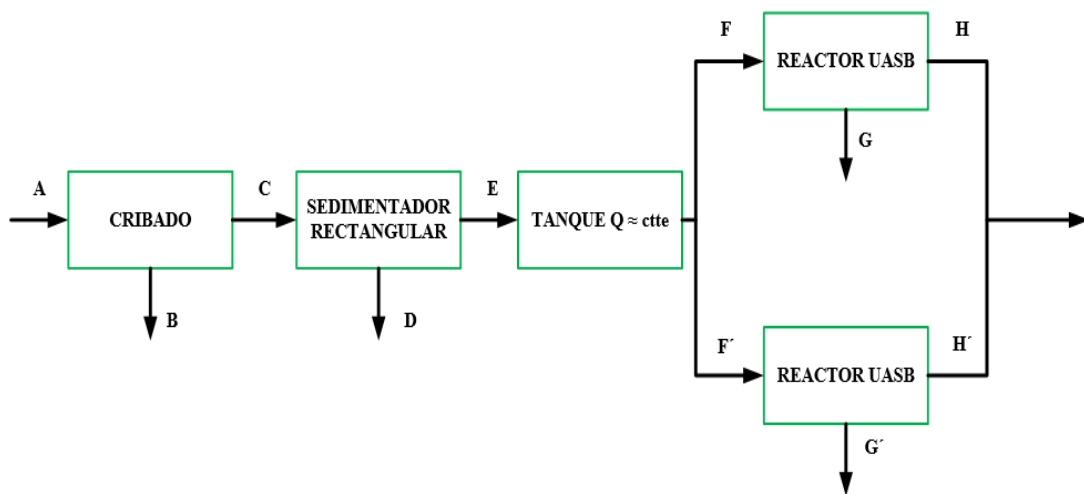 F
H
REACTOR UASB
G
A
C
E
CRIBADO
SEDIMENTADOR
RECTANGULAR
TANQUE Q ≈ ctte
B
D
F´
H´
REACTOR UASB
G´